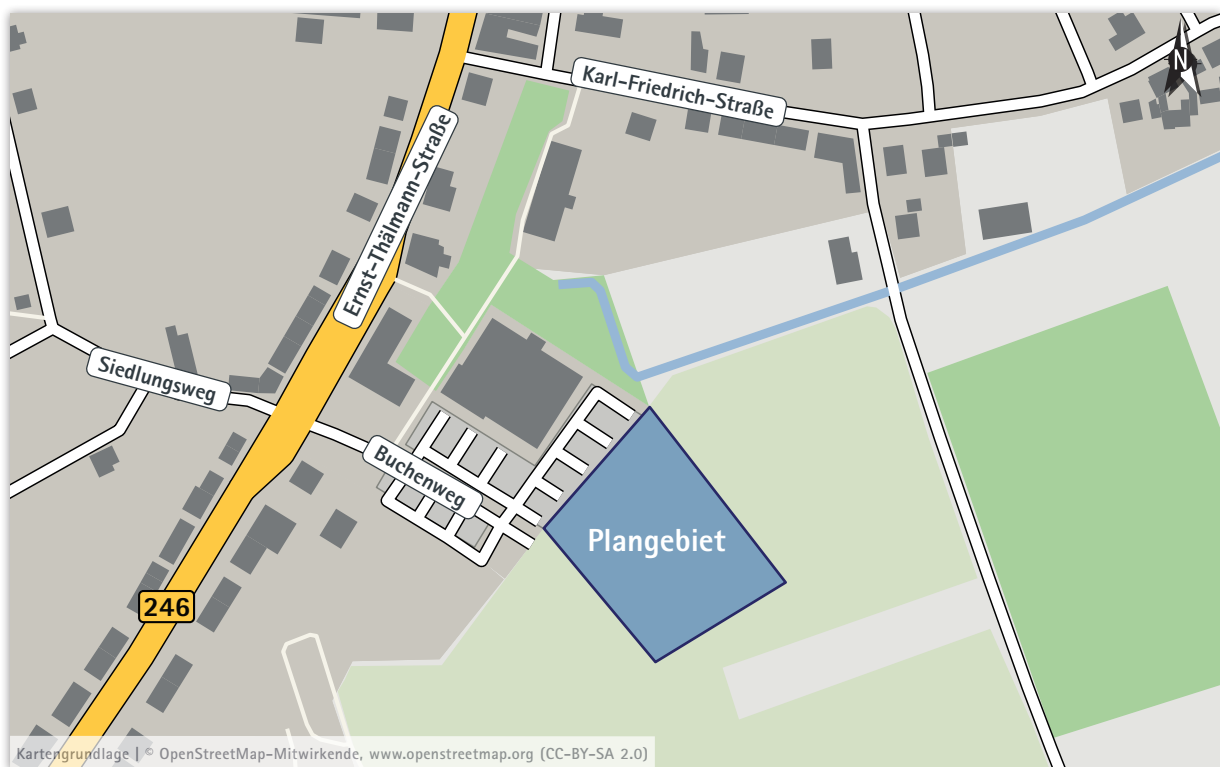 N
Karl-Friedrich-Straße
Ernst-Thälmann-Straße
Siedlungsweg
Buchenweg
Plangebiet
246
Kartengrundlage | © OpenStreetMap-Mitwirkende, www.openstreetmap.org (CC-BY-SA 2.0)